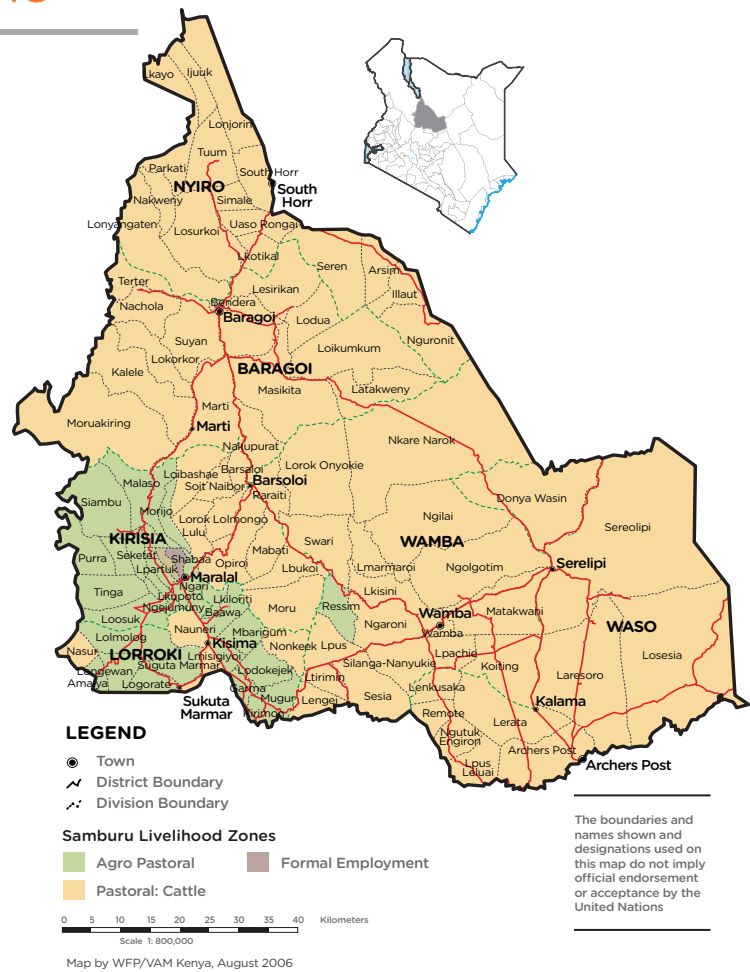 Lkayo
Ijuuk
Lonjorin
Tuum
Parkati
South Horr
NYIRO
South
Horr
Nakweny
Simale
Lonyangaten
Losurkoi
Uaso Rongai
Lkotikal
Seren
Arsim
Terter
Lesirikan
Illaut
Nachola
Bendera
Baragoi
Lodua
Suyan
Loikumkum
Nguronit
Lokorkor
Kalele
BARAGOI
Masikita
Latakweny
Marti
Moruakiring
Marti
Nkare Narok
Nakupurat
Loibashae
Barsaloi
Lorok Onyokie
Malaso
Soit Naibor
Barsoloi
Raraiti
Siambu
Donya Wasin
Morijo
Lorok
Lolmongo
Lulu
Ngilai
Sereolipi
KIRISIA
Swari
WAMBA
Purra
Seketet
Shabaa
Mabati
Lpartuk
Opiroi
Lbukoi
Lmarmaroi
Ngolgotim
Serelipi
Maralal
Tinga
Ngari
Lkupoto
Lkiloriti
Lkisini
Ngejumuny
Baawa
Moru
Ressim
Wamba
Matakwani
Loosuk
Ngaroni
WASO
Nauneri
Mbarigum
Wamba
Lolmolog
Kisima
Nonkeek
Lpus
Lpachie
Losesia
Nasur
LORROKI
Lmisigiyoi
Silanga-Nanyukie
Koiting
Suguta Marmar
Lodokejek
Laresoro
Longewan
Ltirimin
Amaiya
Logorate
Garma
Sesia
Lenkusaka
Mugur
Lengei
Kalama
Sukuta
Marmar
Kirimon
Remote
Lerata
Ngutuk
Engiron
Archers Post
Lpus
Leluai
Archers Post
LEGEND
Town
District Boundary
Division Boundary
Samburu Livelihood Zones
Agro Pastoral
Formal Employment
Pastoral: Cattle
0 5 10 15 20 25 30 35 40 Kilometers
Scale 1: 800,000
Map by WFP/VAM Kenya, August 2006
The boundaries and
names shown and
designations used on
this map do not imply
official endorsement
or acceptance by the
United Nations